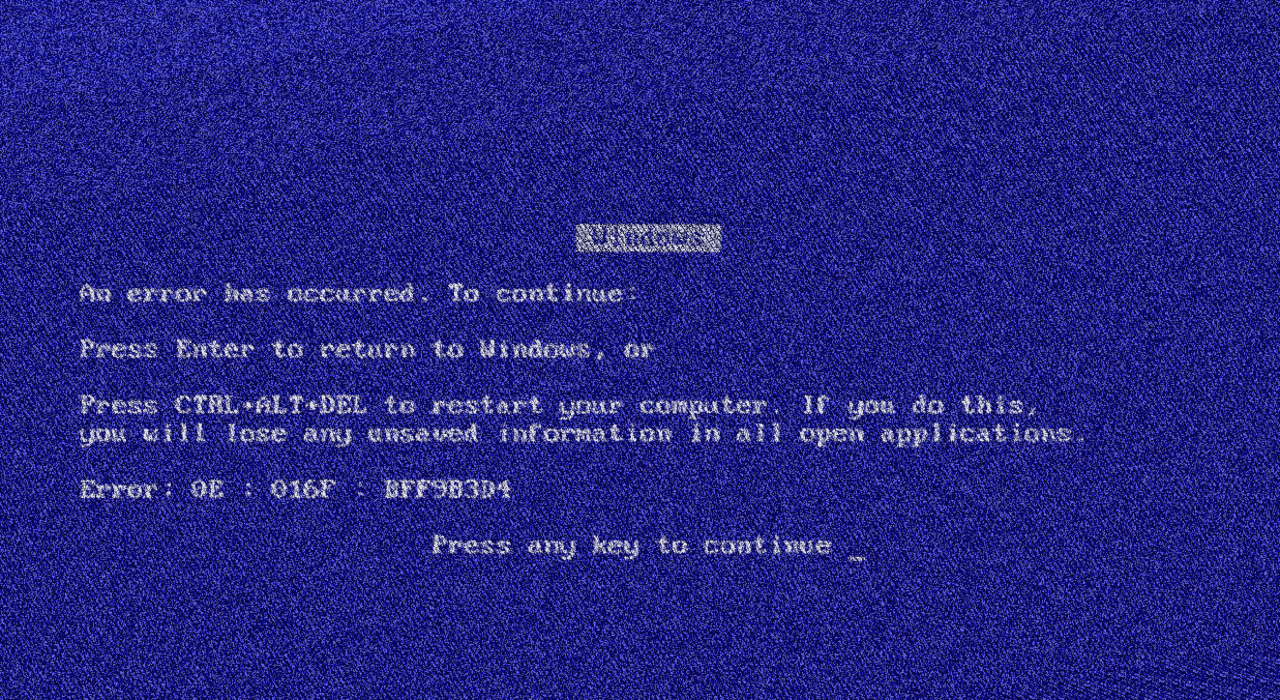 Windows
An error has occurred. To continue:
Press Enter to return to Windows, or
Press CTRL+ALT+DEL to restart your computer. If you do this,
you will lose any unsaved information in all open applications.
Error: 0E : 016F : BFF9B3D4
Press any key to continue _